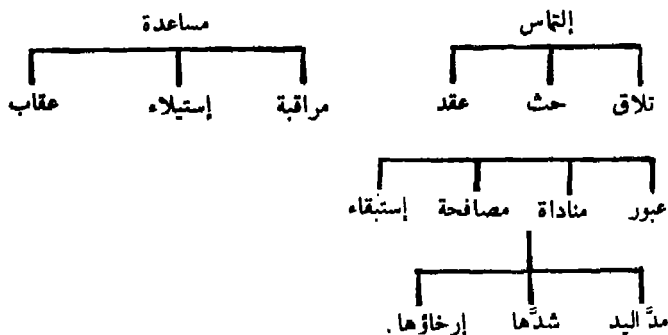 إلتماس مساعدة
تلاق حث عقد مراقبة إستيلاء عقاب
عبور مناداة مصافحة إستبقاء
مدَّ اليد شدَّها إرخاؤها.